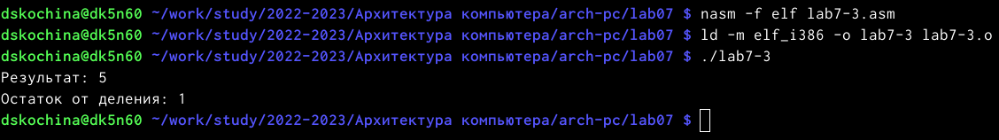 dskochina@dk5n60 ~/work/study/2022-2023/Архитектура компьютера/arch-pc/lab07 $ nasm -f elf lab7-3.asm
dskochina@dk5n60 ~/work/study/2022-2023/Архитектура компьютера/arch-pc/lab07 $ ld -m elf_i386 -o lab7-3 lab7-3.o
dskochina@dk5n60 ~/work/study/2022-2023/Архитектура компьютера/arch-pc/lab07 $ ./lab7-3
Результат: 5
Остаток от деления: 1
dskochina@dk5n60 ~/work/study/2022-2023/Архитектура компьютера/arch-pc/lab07 $